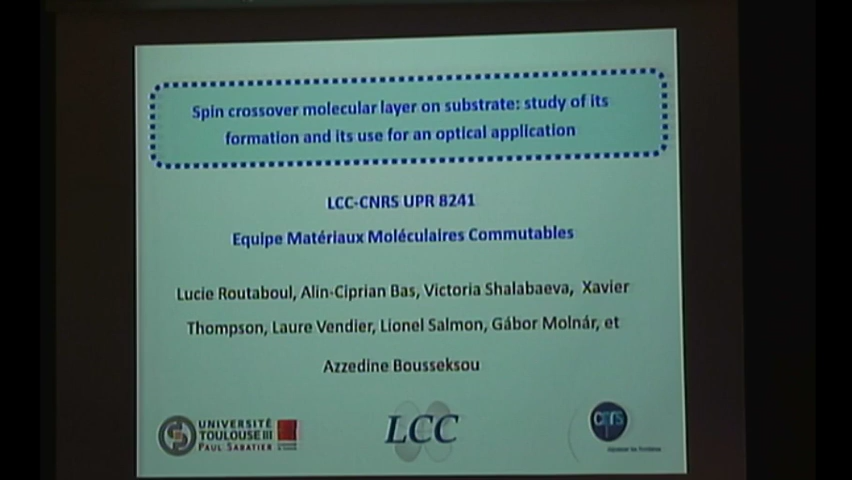 Spin crossover molecular layer on substrate: study of its
formation and its use for an optical application
LCC-CNRS UPR 8241
Equipe Matériaux Moléculaires Commutables
Lucie Routaboul, Alin-Ciprian Bas, Victoria Shalabaeva, Xavier
Thompson, Laure Vendier, Lionel Salmon, Gábor Molnár, et
Azzedine Bousseksou
UNIVERSITÉ
TOULOUSE III
PAUL SABATIER
LCC
CNRS